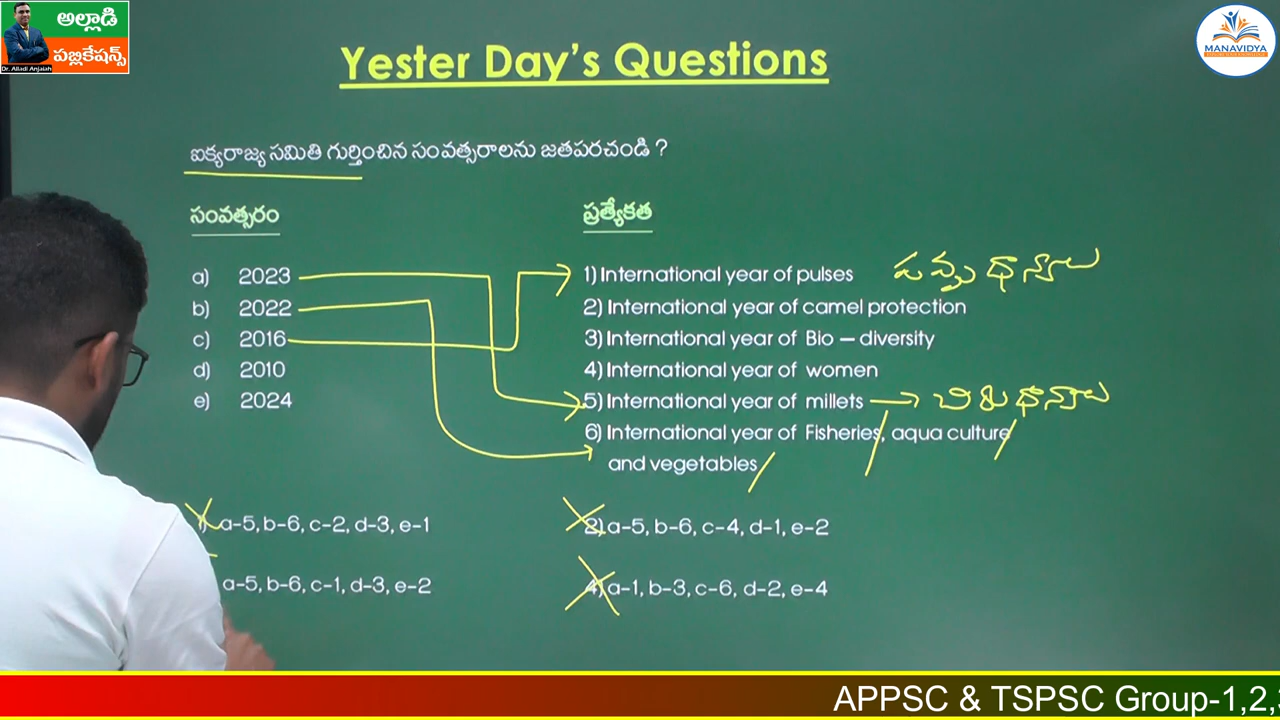 అల్లాడి
పబ్లికేషన్స్
Dr. Alladi Anjaiah
MANAVIDYA
Yester Day's Questions
ఐక్యరాజ్య సమితి గుర్తించిన సంవత్సరాలను జతపరచండి ?
సంవత్సరం
ప్రత్యేకత
a) 2023
1) International year of pulses పప్పు ధాన్యాలు
b) 2022
2) International year of camel protection
c) 2016
3) International year of Bio – diversity
d) 2010
4) International year of women
e) 2024
5) International year of millets చిరుధాన్యాలు
6) International year of Fisheries, aqua culture
and vegetables
1) a-5, b-6, c-2, d-3, e-1
2) a-5, b-6, c-4, d-1, e-2
a-5, b-6, c-1, d-3, e-2
4) a-1, b-3, c-6, d-2, e-4
APPSC & TSPSC Group-1,2,3